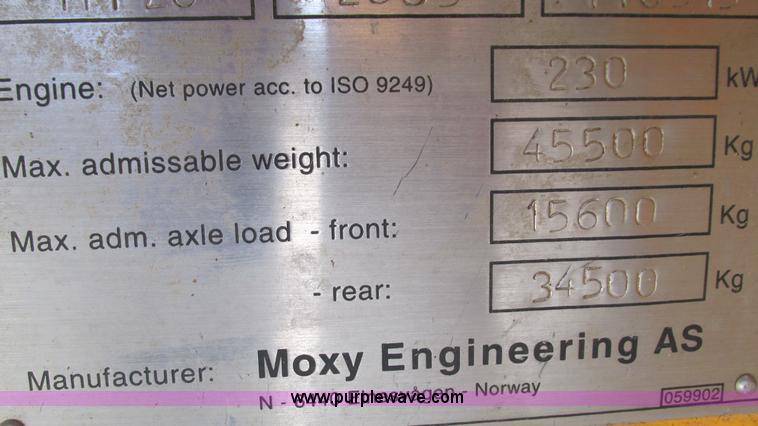 Engine: (Net power acc. to ISO 9249) 230 kW
Max. admissable weight: 45500 Kg
Max. adm. axle load - front: 15600 Kg
- rear: 34500 Kg
Manufacturer: Moxy Engineering AS
N - Norway
059902
www.purplewave.com